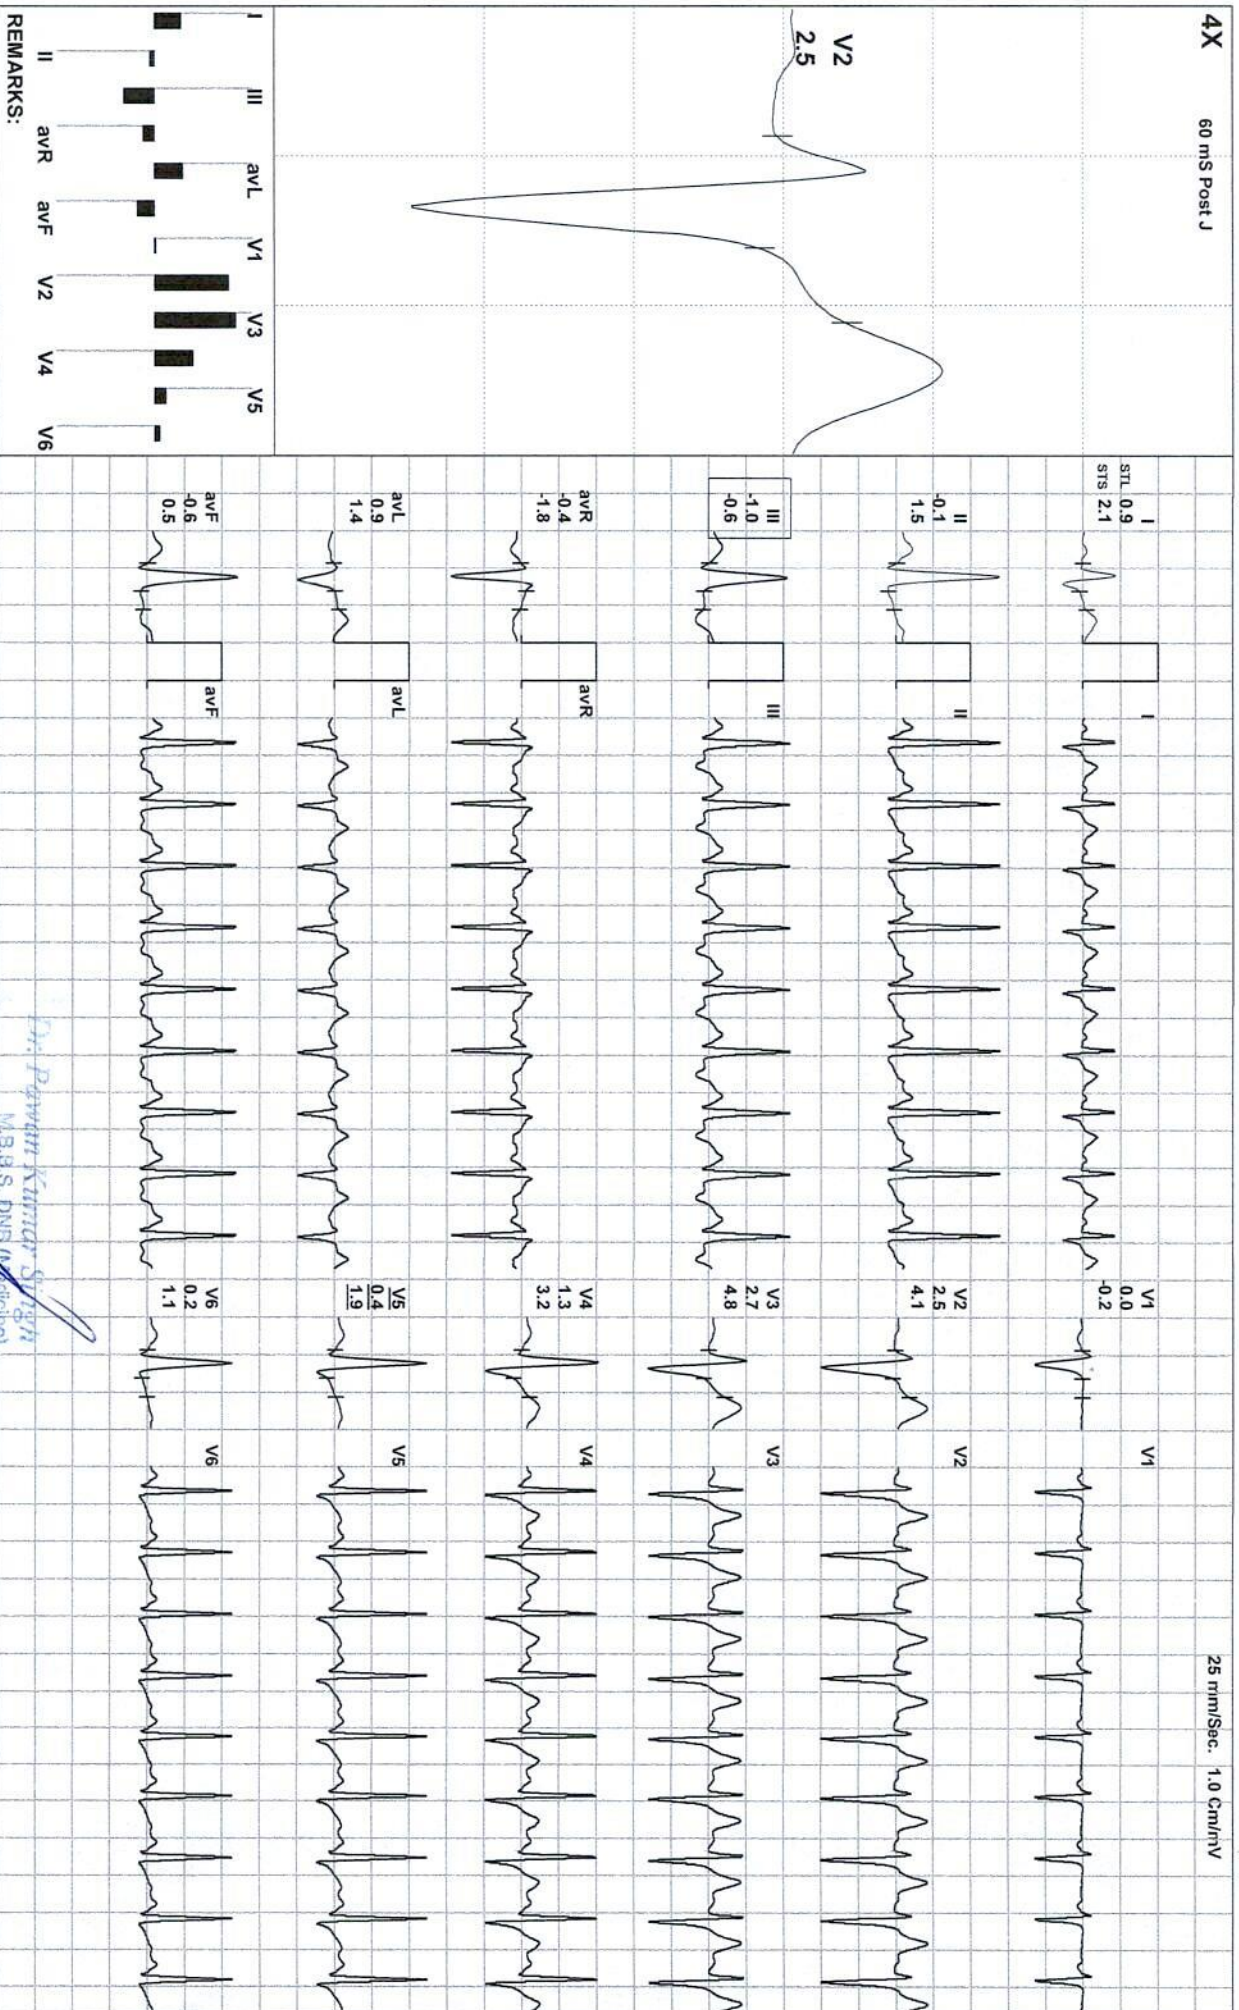 4X
60 mS Post J
25 mm/Sec. 1.0 Cm/mV
V2
2.5
I
STL 0.9
STS 2.1
I
V1
0.0
-0.2
V1
II
-0.1
1.5
II
V2
2.5
4.1
V2
III
-1.0
-0.6
III
V3
2.7
4.8
V3
avR
-0.4
-1.8
avR
V4
1.3
3.2
V4
avL
0.9
1.4
avL
V5
0.4
1.9
V5
avF
-0.6
0.5
avF
V6
0.2
1.1
V6
I III avL V1 V3 V5
II avR avF V2 V4 V6
REMARKS:
Dr. Pawan Kumar Singh
M.B.B.S. DNB (Medicine)